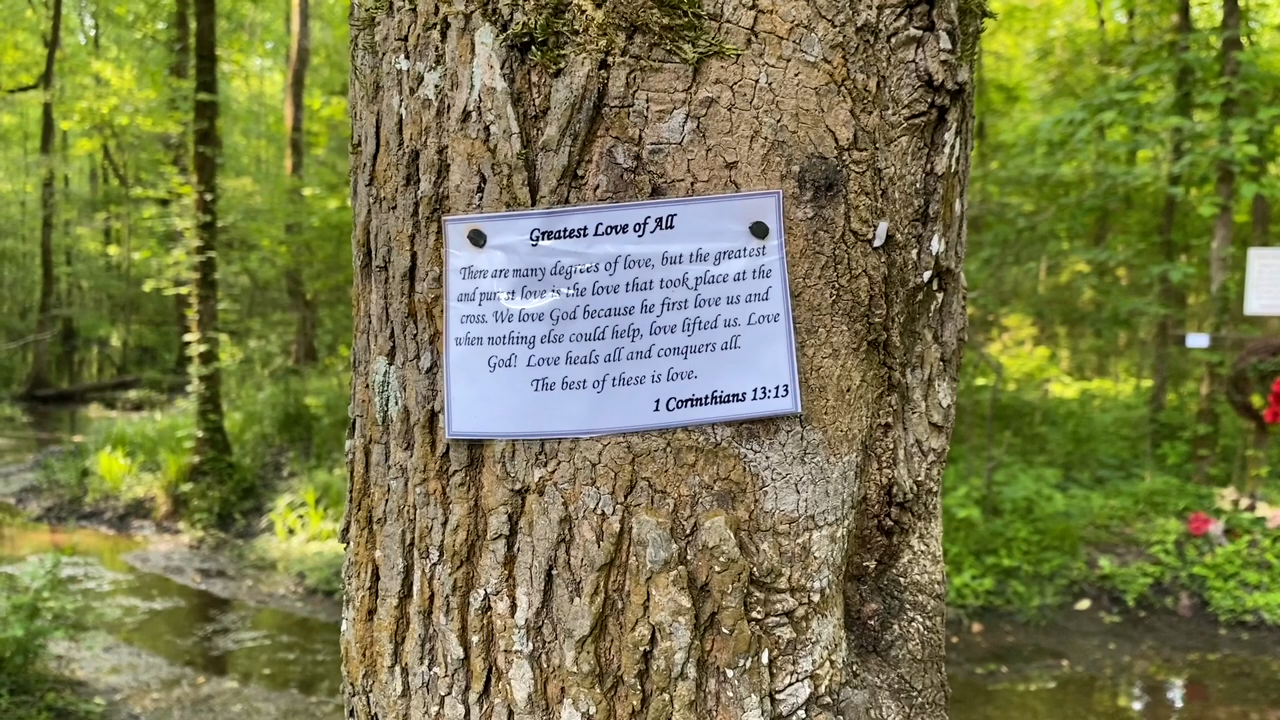 Greatest Love of All
There are many degrees of love, but the greatest
and purest love is the love that took place at the
cross. We love God because he first love us and
when nothing else could help, love lifted us. Love
God! Love heals all and conquers all.
The best of these is love.
1 Corinthians 13:13